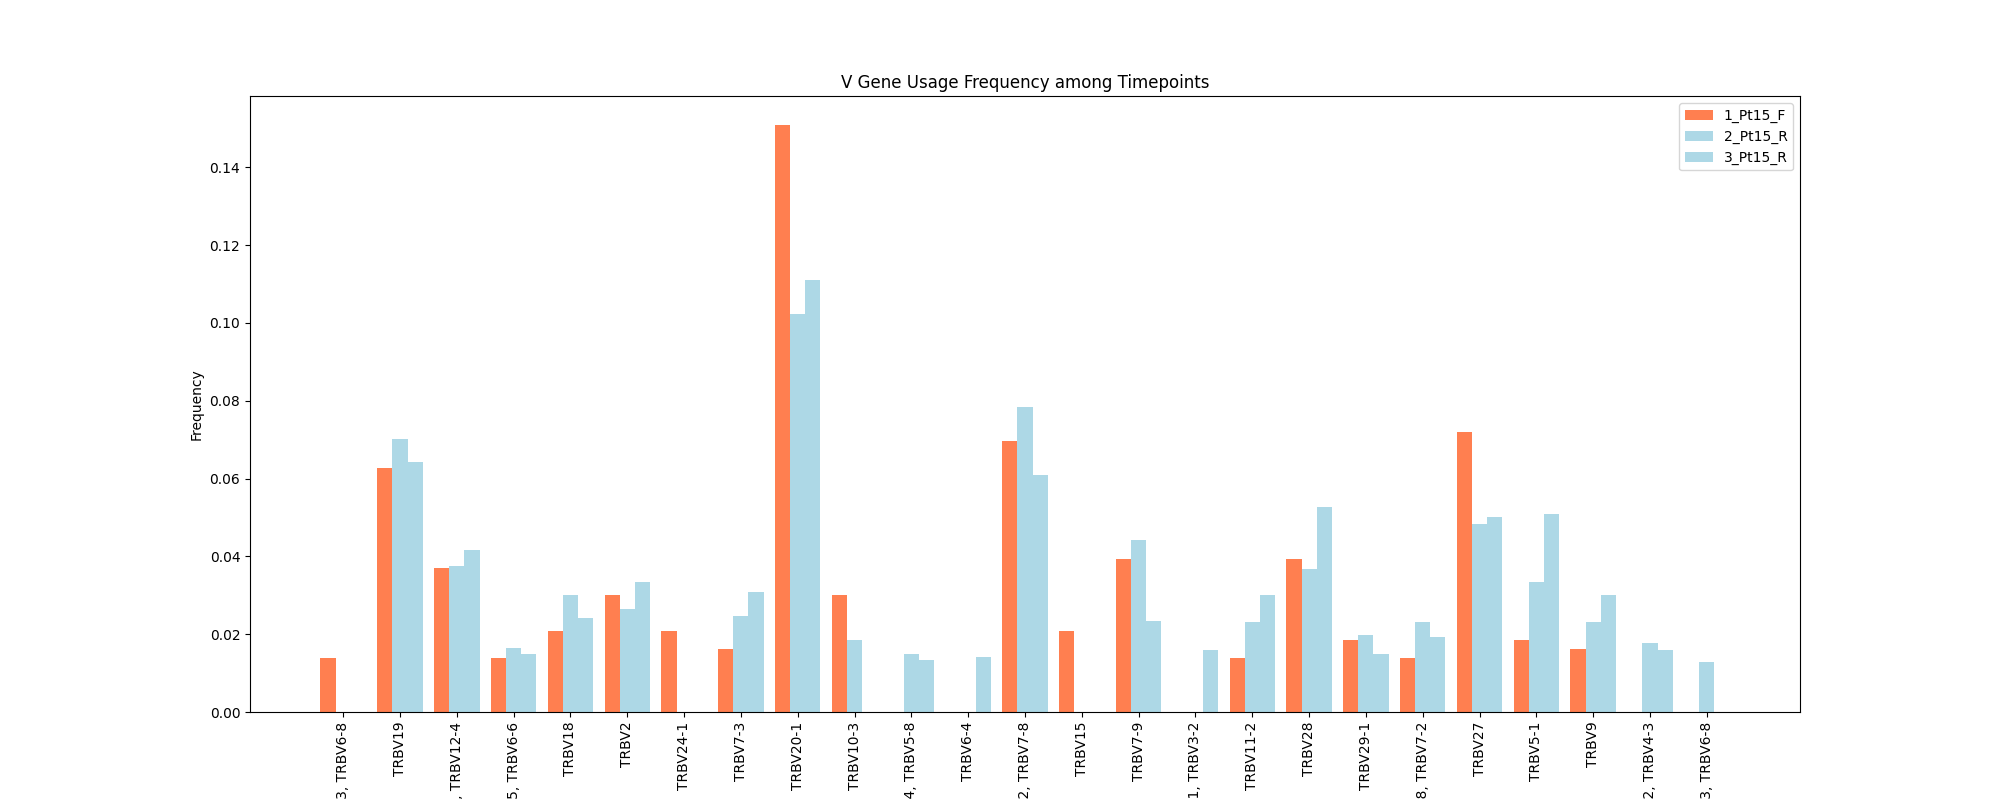 V Gene Usage Frequency among Timepoints
1_Pt15_F
2_Pt15_R
3_Pt15_R
Frequency
0.14
0.12
0.10
0.08
0.06
0.04
0.02
0.00
3, TRBV6-8
TRBV19
, TRBV12-4
5, TRBV6-6
TRBV18
TRBV2
TRBV24-1
TRBV7-3
TRBV20-1
TRBV10-3
4, TRBV5-8
TRBV6-4
2, TRBV7-8
TRBV15
TRBV7-9
1, TRBV3-2
TRBV11-2
TRBV28
TRBV29-1
8, TRBV7-2
TRBV27
TRBV5-1
TRBV9
2, TRBV4-3
3, TRBV6-8